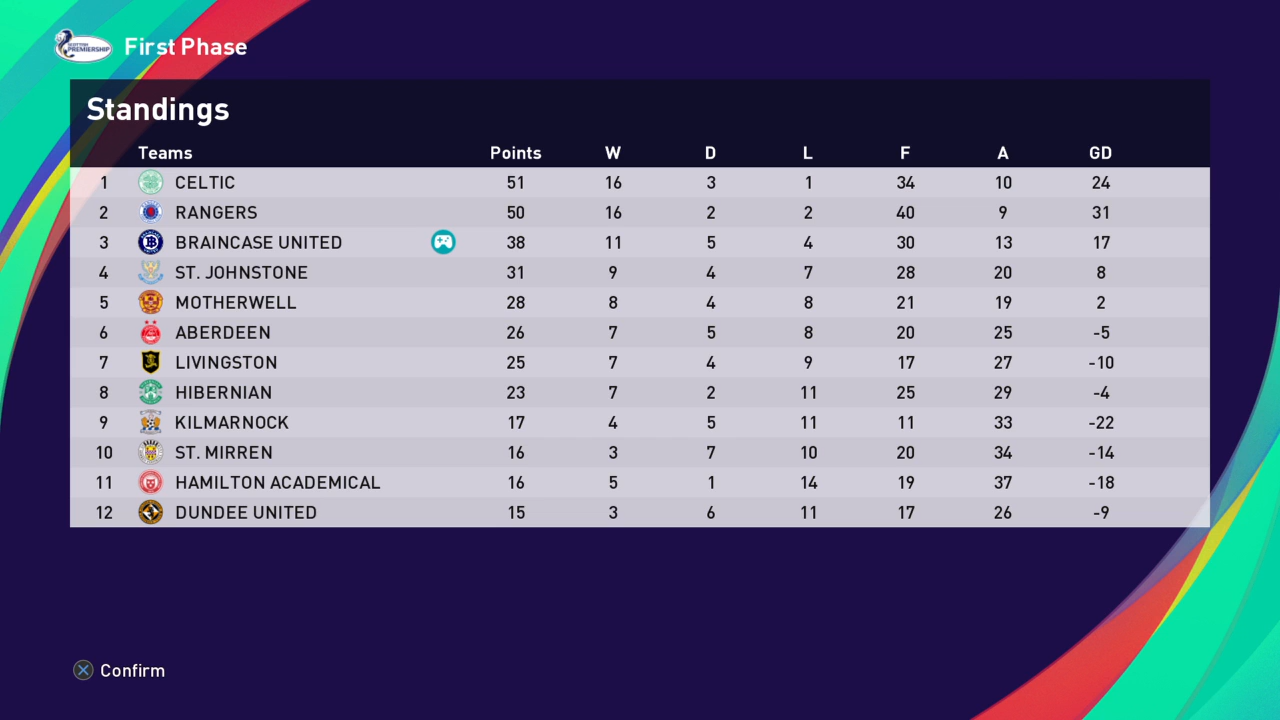 SCOTTISH PREMIERSHIP First Phase
Standings
Teams Points W D L F A GD
1 CELTIC 51 16 3 1 34 10 24
2 RANGERS 50 16 2 2 40 9 31
3 BRAINCASE UNITED 38 11 5 4 30 13 17
4 ST. JOHNSTONE 31 9 4 7 28 20 8
5 MOTHERWELL 28 8 4 8 21 19 2
6 ABERDEEN 26 7 5 8 20 25 -5
7 LIVINGSTON 25 7 4 9 17 27 -10
8 HIBERNIAN 23 7 2 11 25 29 -4
9 KILMARNOCK 17 4 5 11 11 33 -22
10 ST. MIRREN 16 3 7 10 20 34 -14
11 HAMILTON ACADEMICAL 16 5 1 14 19 37 -18
12 DUNDEE UNITED 15 3 6 11 17 26 -9
Confirm